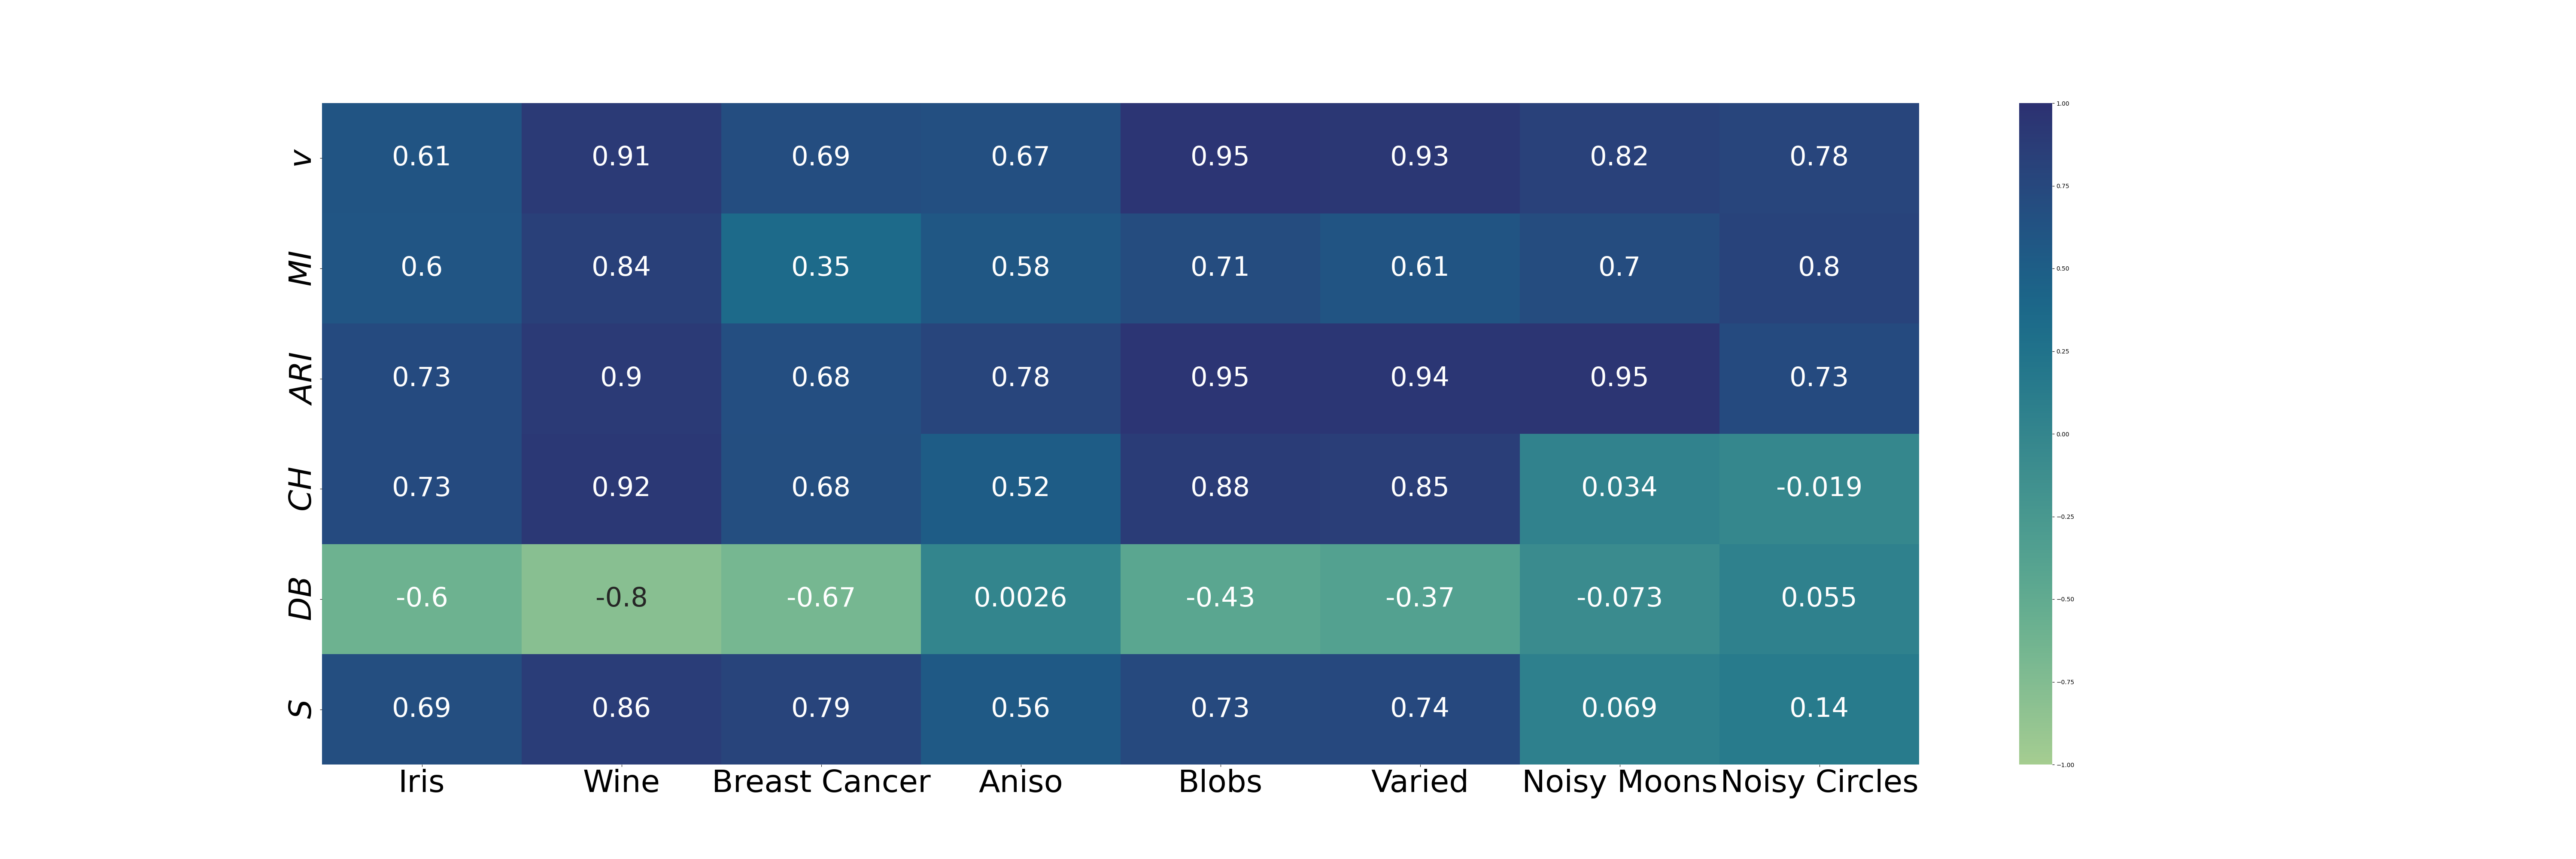 v 0.61 0.91 0.69 0.67 0.95 0.93 0.82 0.78
MI 0.6 0.84 0.35 0.58 0.71 0.61 0.7 0.8
ARI 0.73 0.9 0.68 0.78 0.95 0.94 0.95 0.73
CH 0.73 0.92 0.68 0.52 0.88 0.85 0.034 -0.019
DB -0.6 -0.8 -0.67 0.0026 -0.43 -0.37 -0.073 0.055
S 0.69 0.86 0.79 0.56 0.73 0.74 0.069 0.14
Iris Wine Breast Cancer Aniso Blobs Varied Noisy Moons Noisy Circles
1.00
0.75
0.50
0.25
0.00
−0.25
−0.50
−0.75
−1.00